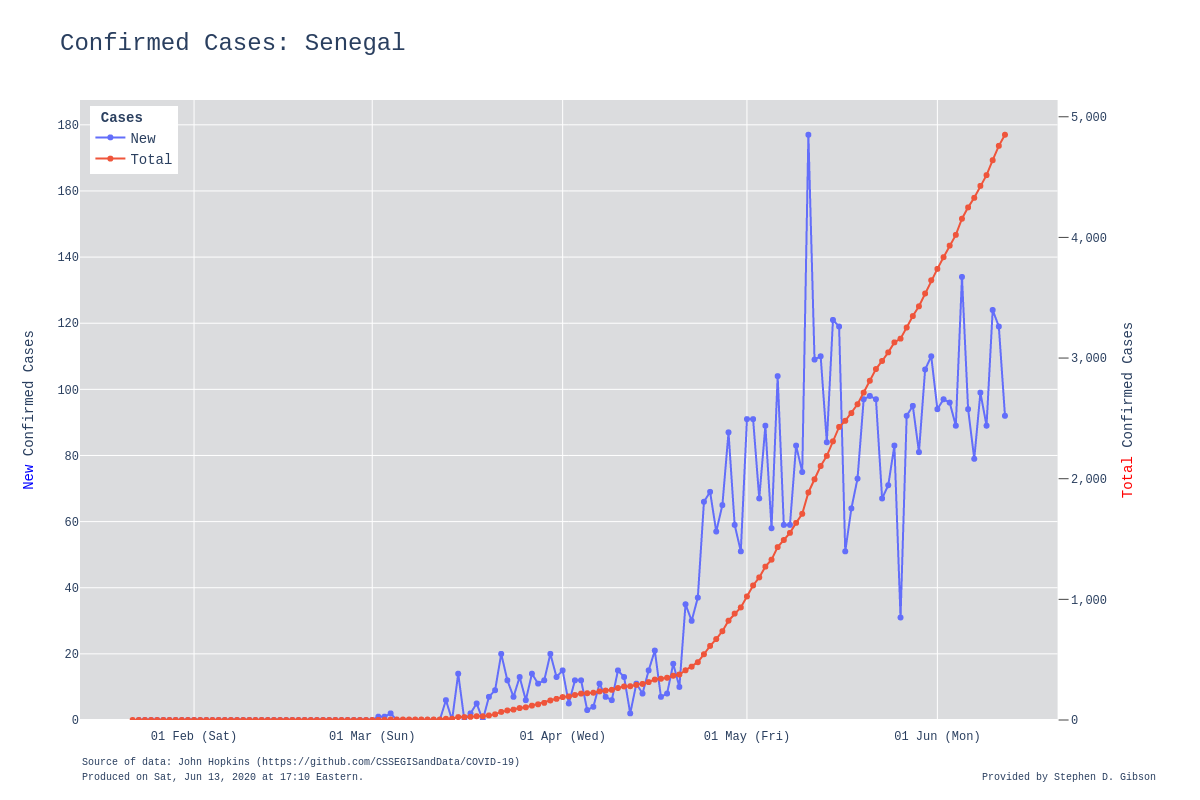 Confirmed Cases: Senegal
Cases
New
Total
180
160
140
120
100
80
60
40
20
0
New Confirmed Cases
5,000
4,000
3,000
2,000
1,000
0
Total Confirmed Cases
01 Feb (Sat)
01 Mar (Sun)
01 Apr (Wed)
01 May (Fri)
01 Jun (Mon)
Source of data: John Hopkins (https://github.com/CSSEGISandData/COVID-19)
Produced on Sat, Jun 13, 2020 at 17:10 Eastern.
Provided by Stephen D. Gibson